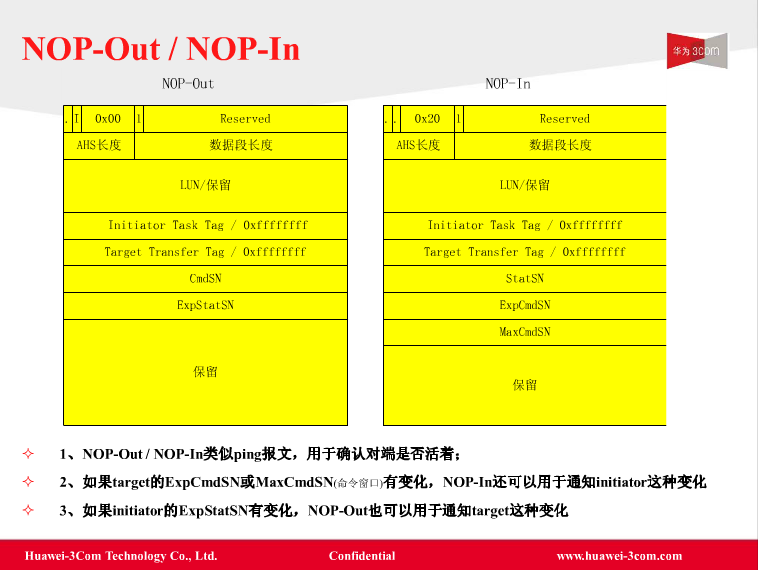 NOP-Out / NOP-In
华为 3com
NOP-Out
NOP-In
. I 0x00 1 Reserved
AHS长度 数据段长度
LUN/保留
Initiator Task Tag / 0xffffffff
Target Transfer Tag / 0xffffffff
CmdSN
ExpStatSN
保留
. . 0x20 1 Reserved
AHS长度 数据段长度
LUN/保留
Initiator Task Tag / 0xffffffff
Target Transfer Tag / 0xffffffff
StatSN
ExpCmdSN
MaxCmdSN
保留
1、NOP-Out / NOP-In类似ping报文，用于确认对端是否活着；
2、如果target的ExpCmdSN或MaxCmdSN(命令窗口)有变化，NOP-In还可以用于通知initiator这种变化
3、如果initiator的ExpStatSN有变化，NOP-Out也可以用于通知target这种变化
Huawei-3Com Technology Co., Ltd. Confidential www.huawei-3com.com